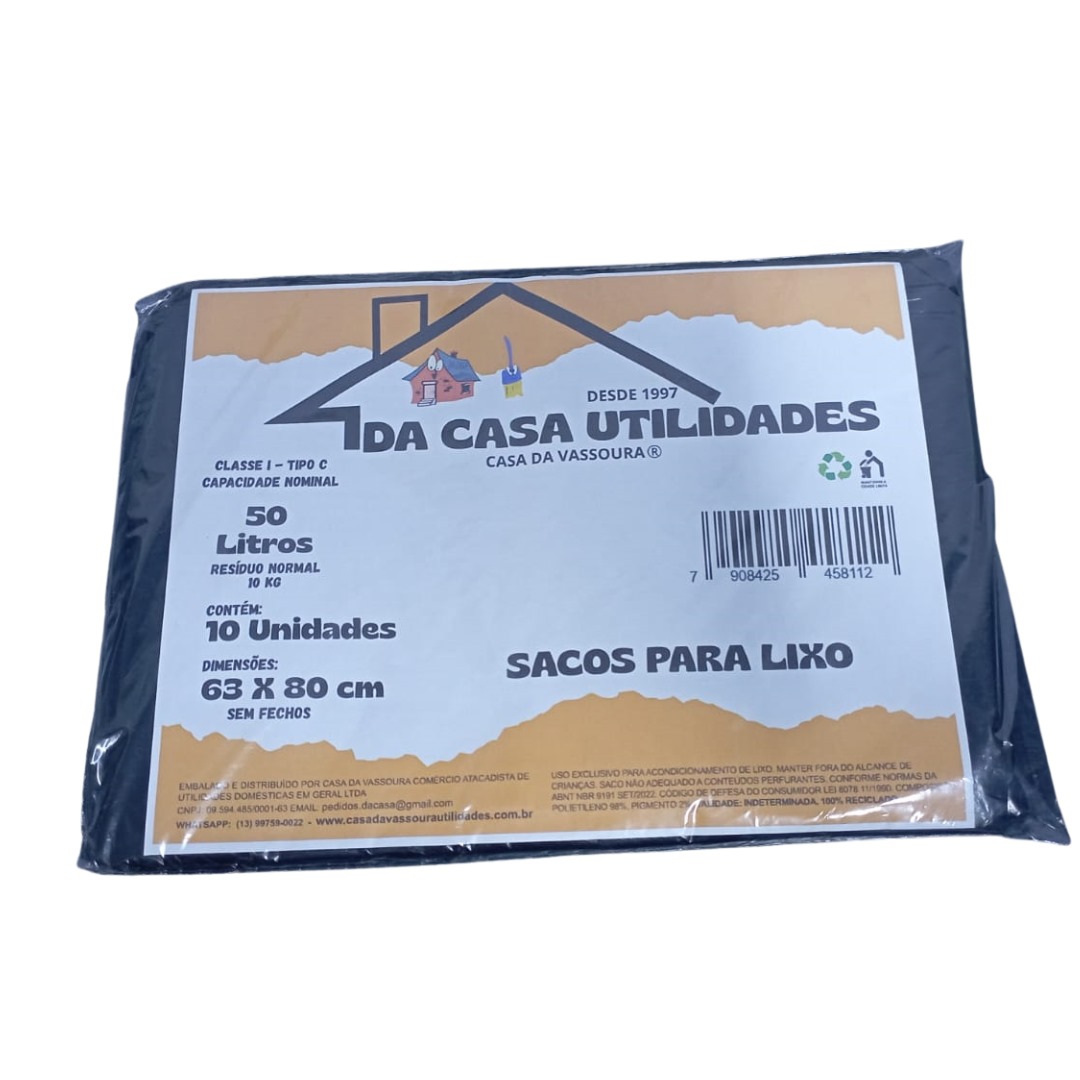 DESDE 1997
DA CASA UTILIDADES
CASA DA VASSOURA®
CLASSE I – TIPO C
CAPACIDADE NOMINAL
50
Litros
RESÍDUO NORMAL
10 KG
CONTÉM:
10 Unidades
DIMENSÕES:
63 X 80 cm
SEM FECHOS
7 908425 458112
SACOS PARA LIXO
EMBALADO E DISTRIBUÍDO POR CASA DA VASSOURA COMÉRCIO ATACADISTA DE
UTILIDADES DOMÉSTICAS EM GERAL LTDA
CNPJ: 09.594.485/0001-63 EMAIL: pedidos.dacasa@gmail.com
WHATSAPP: (13) 99759-0022 - www.casadavassourautilidades.com.br
USO EXCLUSIVO PARA ACONDICIONAMENTO DE LIXO. MANTER FORA DO ALCANCE DE
CRIANÇAS. SACO NÃO ADEQUADO A CONTEÚDOS PERFURANTES. CONFORME NORMAS DA
ABNT NBR 9191 SET/2022. CÓDIGO DE DEFESA DO CONSUMIDOR LEI 8078 11/1990.
POLIETILENO 98%, PIGMENTO 2% INDETERMINADA, 100%